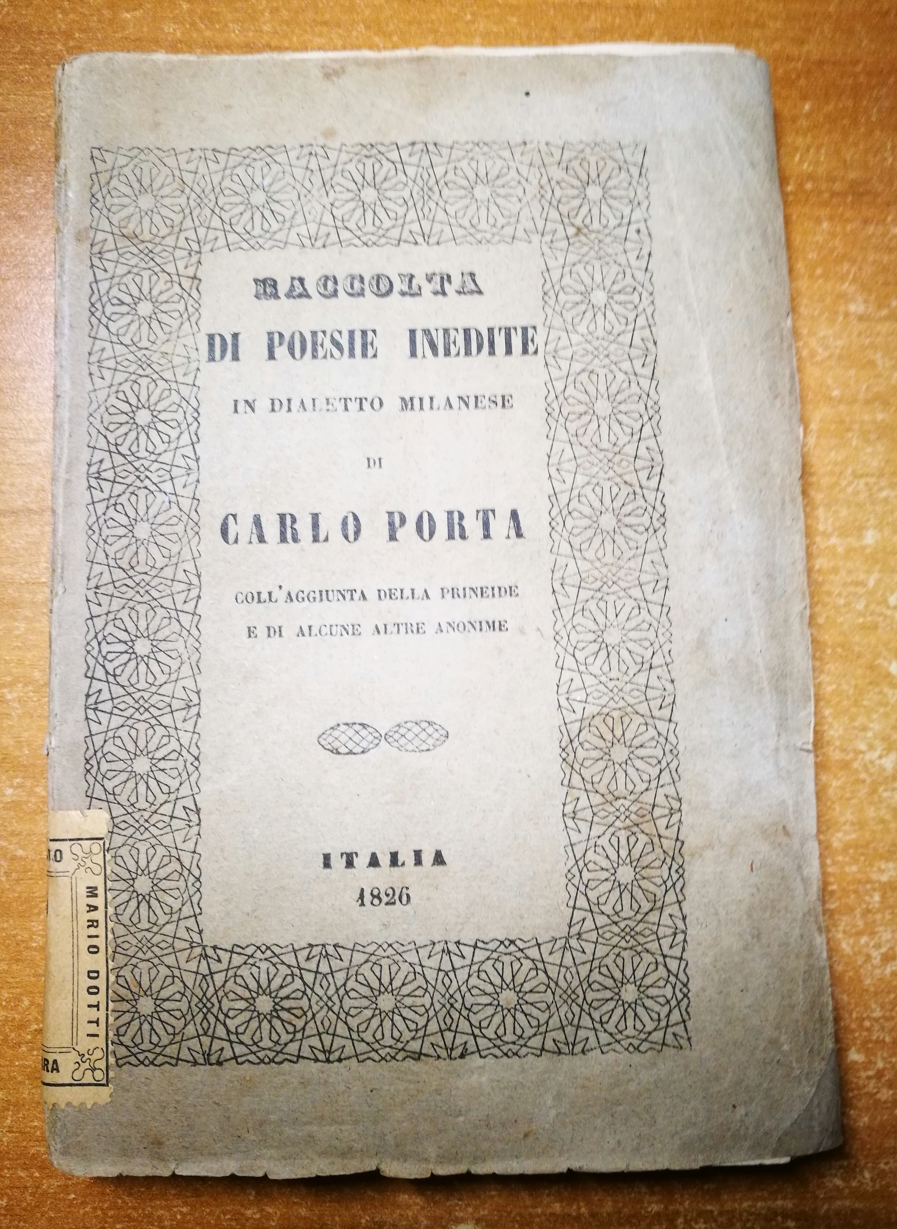 RACCOLTA
DI POESIE INEDITE
IN DIALETTO MILANESE
DI
CARLO PORTA
COLL'AGGIUNTA DELLA PRINEIDE
E DI ALCUNE ALTRE ANONIME
ITALIA
1826
MARIO DOTTI